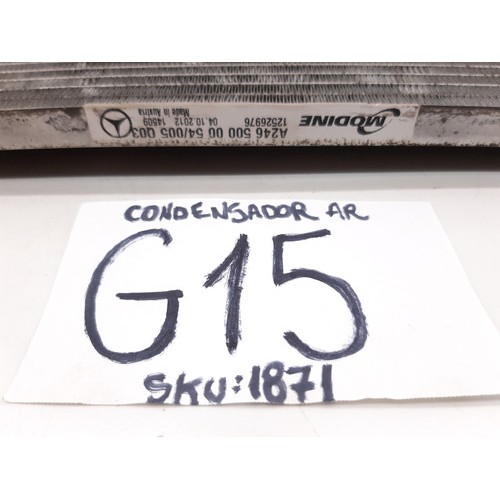 MODINE
A246 500 00 54/005 Q03
12526976 04.10.2012 14509
Made in Austria
CONDENSADOR AR
G15
SKU:1871